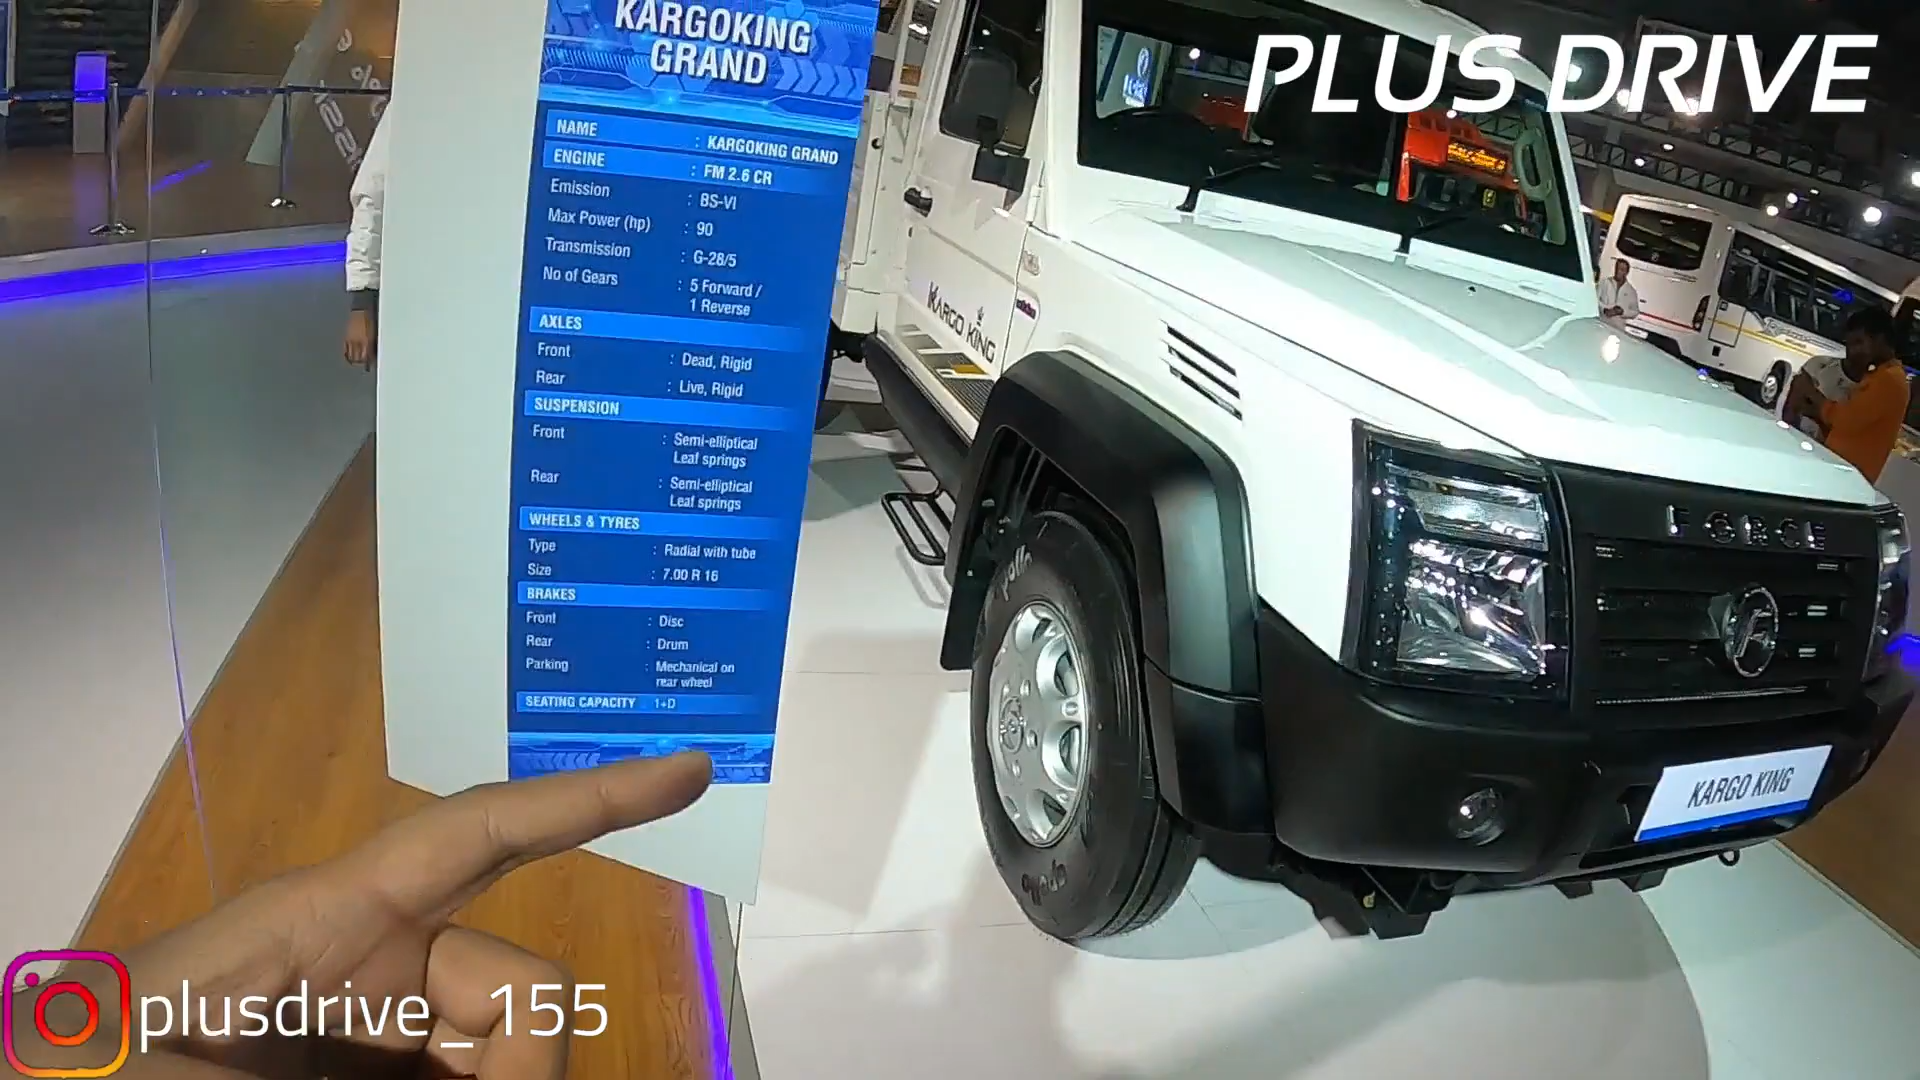 KARGOKING
GRAND
NAME : KARGOKING GRAND
ENGINE : FM 2.6 CR
Emission : BS-VI
Max Power (hp) : 90
Transmission : G-28/5
No of Gears : 5 Forward /
1 Reverse
AXLES
Front : Dead, Rigid
Rear : Live, Rigid
SUSPENSION
Front : Semi-elliptical
Leaf springs
Rear : Semi-elliptical
Leaf springs
WHEELS & TYRES
Type : Radial with tube
Size : 7.00 R 16
BRAKES
Front : Disc
Rear : Drum
Parking : Mechanical on
rear wheel
SEATING CAPACITY 1+D
PLUS DRIVE
KARGO KING
FORCE
apollo
apollo
KARGO KING
plusdrive_155